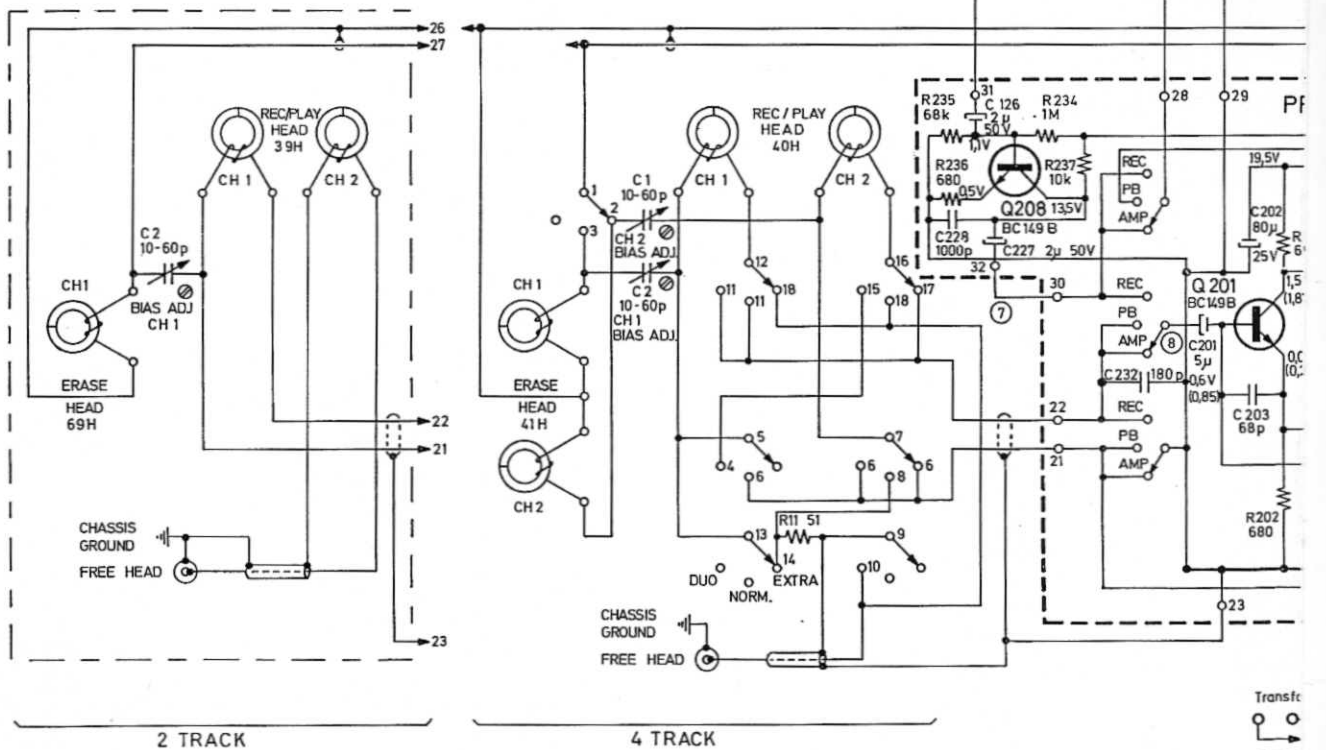 26
27
REC/PLAY
HEAD
39H
CH 1
CH 2
C 2
10-60p
BIAS ADJ.
CH 1
CH1
ERASE
HEAD
69H
22
21
CHASSIS
GROUND
FREE HEAD
23
2 TRACK
REC / PLAY
HEAD
40H
CH 1
CH 2
1
2
3
C 1
10-60p
CH 2
BIAS ADJ.
C 2
10-60p
CH 1
BIAS ADJ.
CH 1
ERASE
HEAD
41H
CH2
12
11
11
18
16
15
18
17
5
4
6
7
6
8
6
R11 51
13
14
9
10
DUO
NORM.
EXTRA
CHASSIS
GROUND
FREE HEAD
4 TRACK
31
28
29
R235
68k
C 126
2 µ
50V
R234
1M
1,1V
R236
680
0,5V
R237
10k
Q208
13,5V
BC 149 B
C228
1000p
C227 2µ 50V
32
7
30
REC
PB
AMP
19,5V
C202
80µ
25V
REC
PB
AMP
8
Q 201
BC149B
C201
5µ
0,6V
(0,85)
C232 180 p
C 203
68p
22
21
REC
PB
AMP
R202
680
23